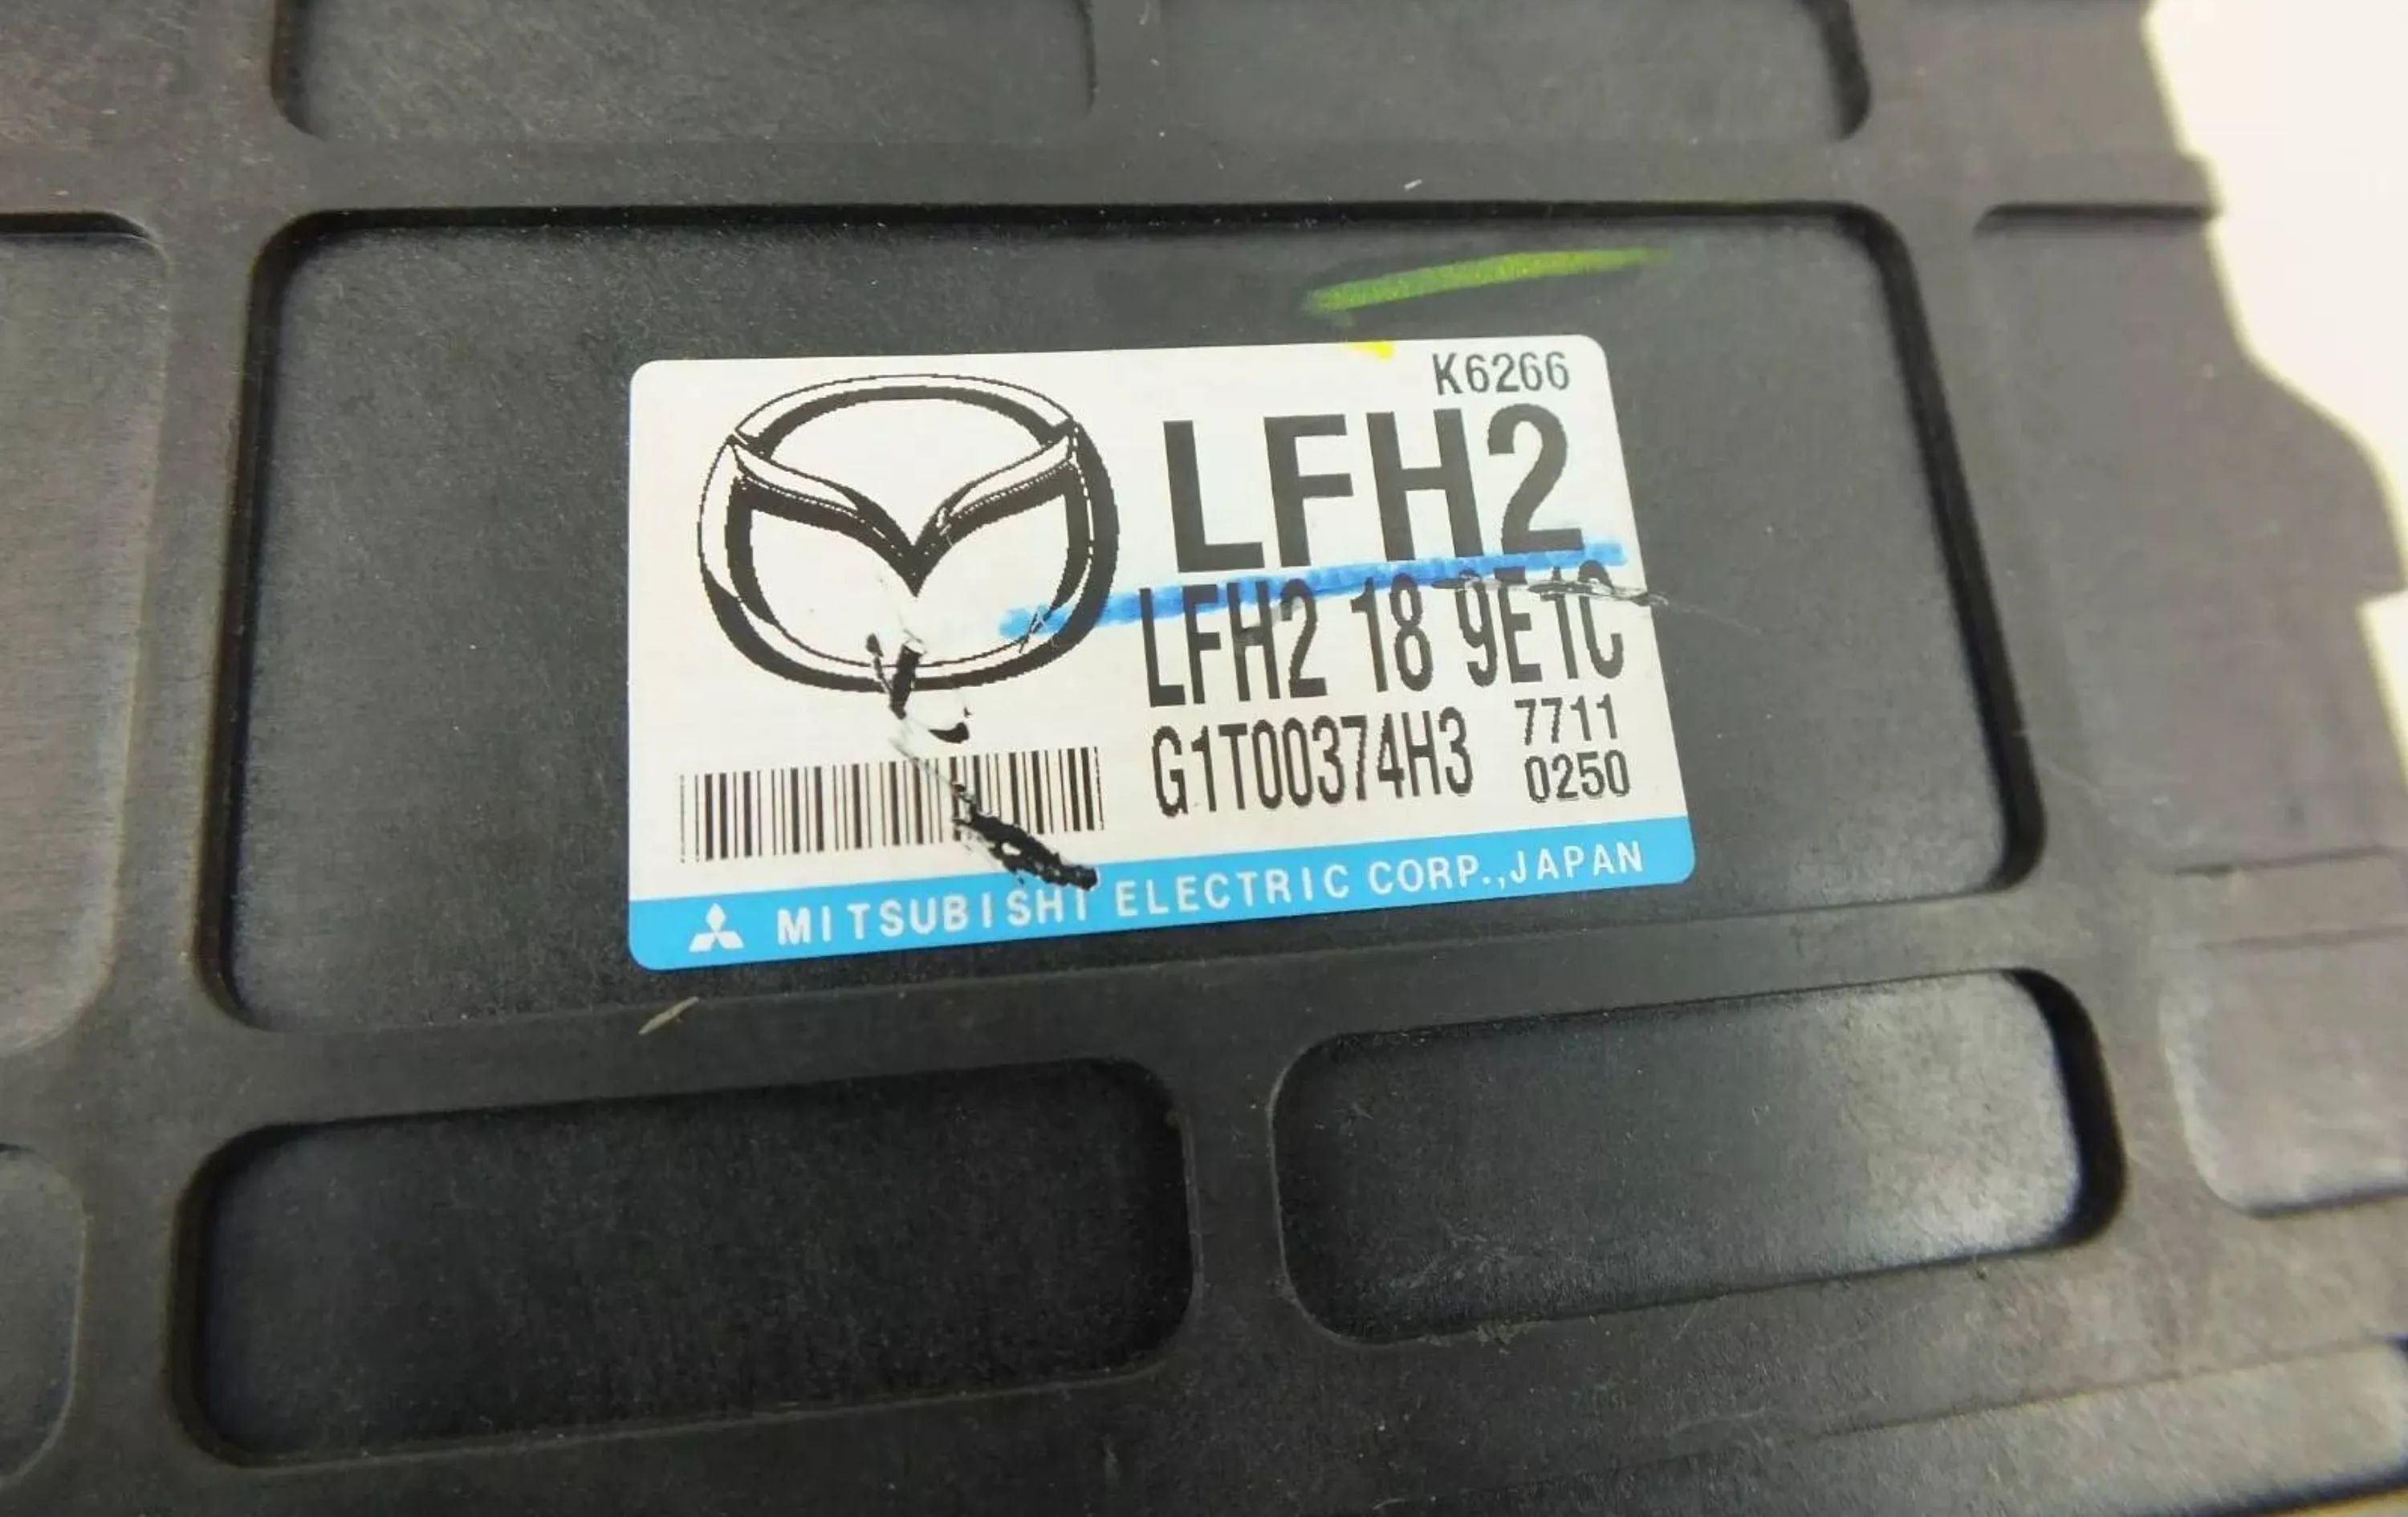 K6266
LFH2
LFH2 18 9E1C
G1T00374H3 7711
0250
MITSUBISHI ELECTRIC CORP.,JAPAN